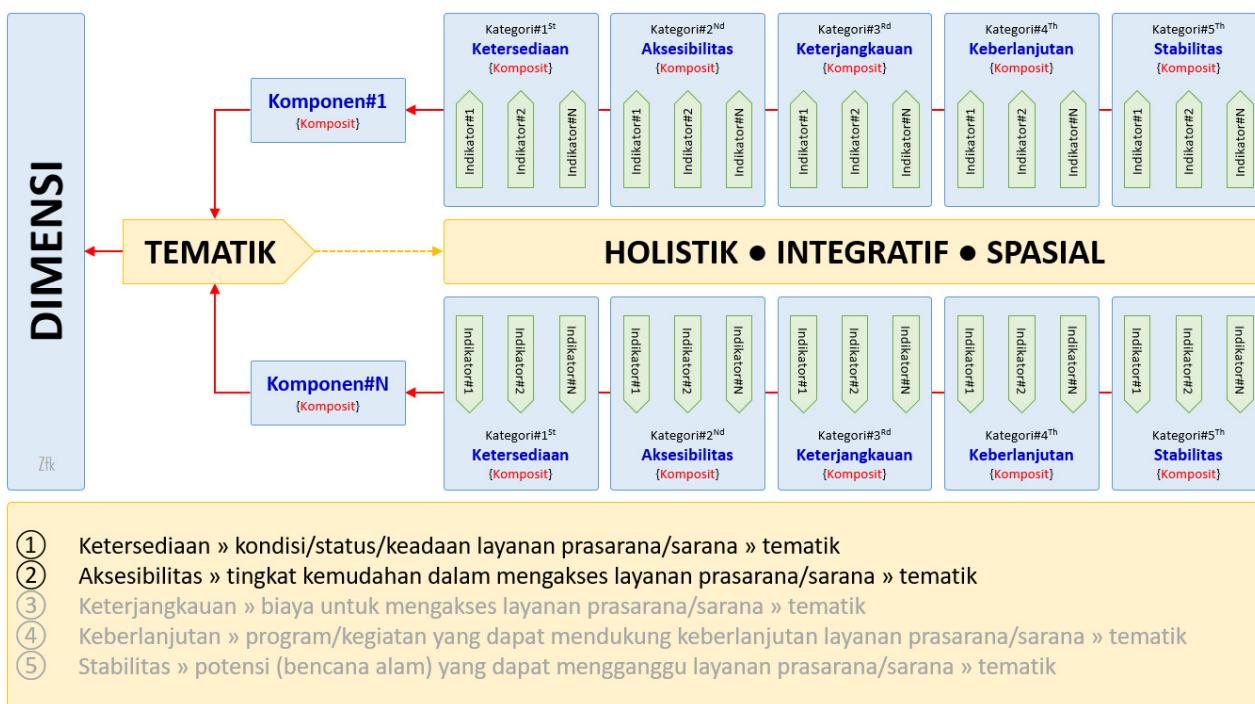 DIMENSI
Zfk
TEMATIK
Komponen#1
{Komposit}
Komponen#N
{Komposit}
Kategori#1St
Ketersediaan
{Komposit}
Indikator#1
Indikator#2
Indikator#N
Kategori#2Nd
Aksesibilitas
{Komposit}
Indikator#1
Indikator#2
Indikator#N
Kategori#3Rd
Keterjangkauan
{Komposit}
Indikator#1
Indikator#2
Indikator#N
Kategori#4Th
Keberlanjutan
{Komposit}
Indikator#1
Indikator#2
Indikator#N
Kategori#5Th
Stabilitas
{Komposit}
Indikator#1
Indikator#2
Indikator#N
HOLISTIK ● INTEGRATIF ● SPASIAL
Indikator#1
Indikator#2
Indikator#N
Kategori#1St
Ketersediaan
{Komposit}
Indikator#1
Indikator#2
Indikator#N
Kategori#2Nd
Aksesibilitas
{Komposit}
Indikator#1
Indikator#2
Indikator#N
Kategori#3Rd
Keterjangkauan
{Komposit}
Indikator#1
Indikator#2
Indikator#N
Kategori#4Th
Keberlanjutan
{Komposit}
Indikator#1
Indikator#2
Indikator#N
Kategori#5Th
Stabilitas
{Komposit}
① Ketersediaan » kondisi/status/keadaan layanan prasarana/sarana » tematik
② Aksesibilitas » tingkat kemudahan dalam mengakses layanan prasarana/sarana » tematik
③ Keterjangkauan » biaya untuk mengakses layanan prasarana/sarana » tematik
④ Keberlanjutan » program/kegiatan yang dapat mendukung keberlanjutan layanan prasarana/sarana » tematik
⑤ Stabilitas » potensi (bencana alam) yang dapat mengganggu layanan prasarana/sarana » tematik